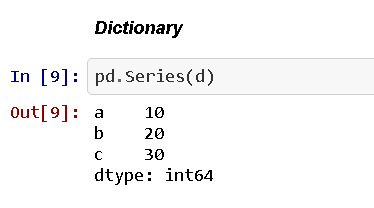 Dictionary
In [9]: pd.Series(d)
Out[9]: a    10
b    20
c    30
dtype: int64